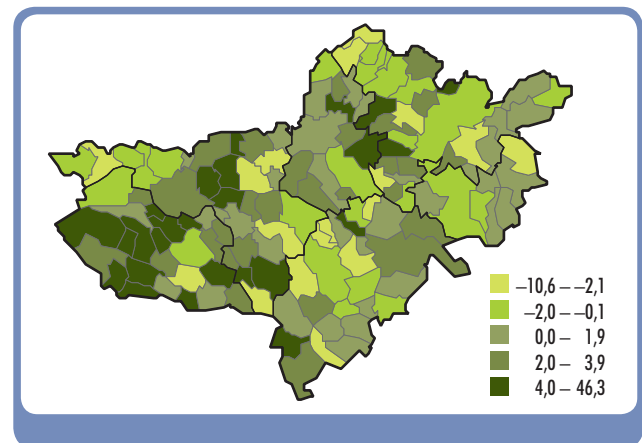 –10,6 – –2,1
–2,0 – –0,1
0,0 – 1,9
2,0 – 3,9
4,0 – 46,3